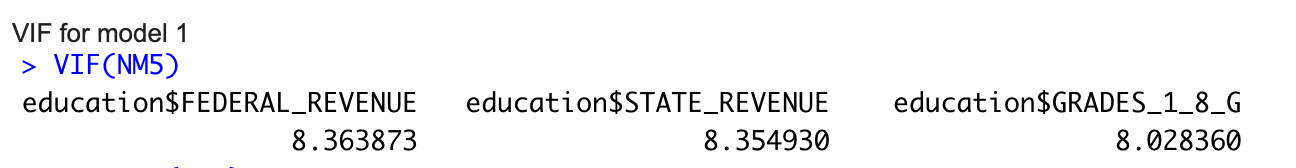 VIF for model 1
> VIF(NM5)
education$FEDERAL_REVENUE education$STATE_REVENUE education$GRADES_1_8_G
8.363873 8.354930 8.028360